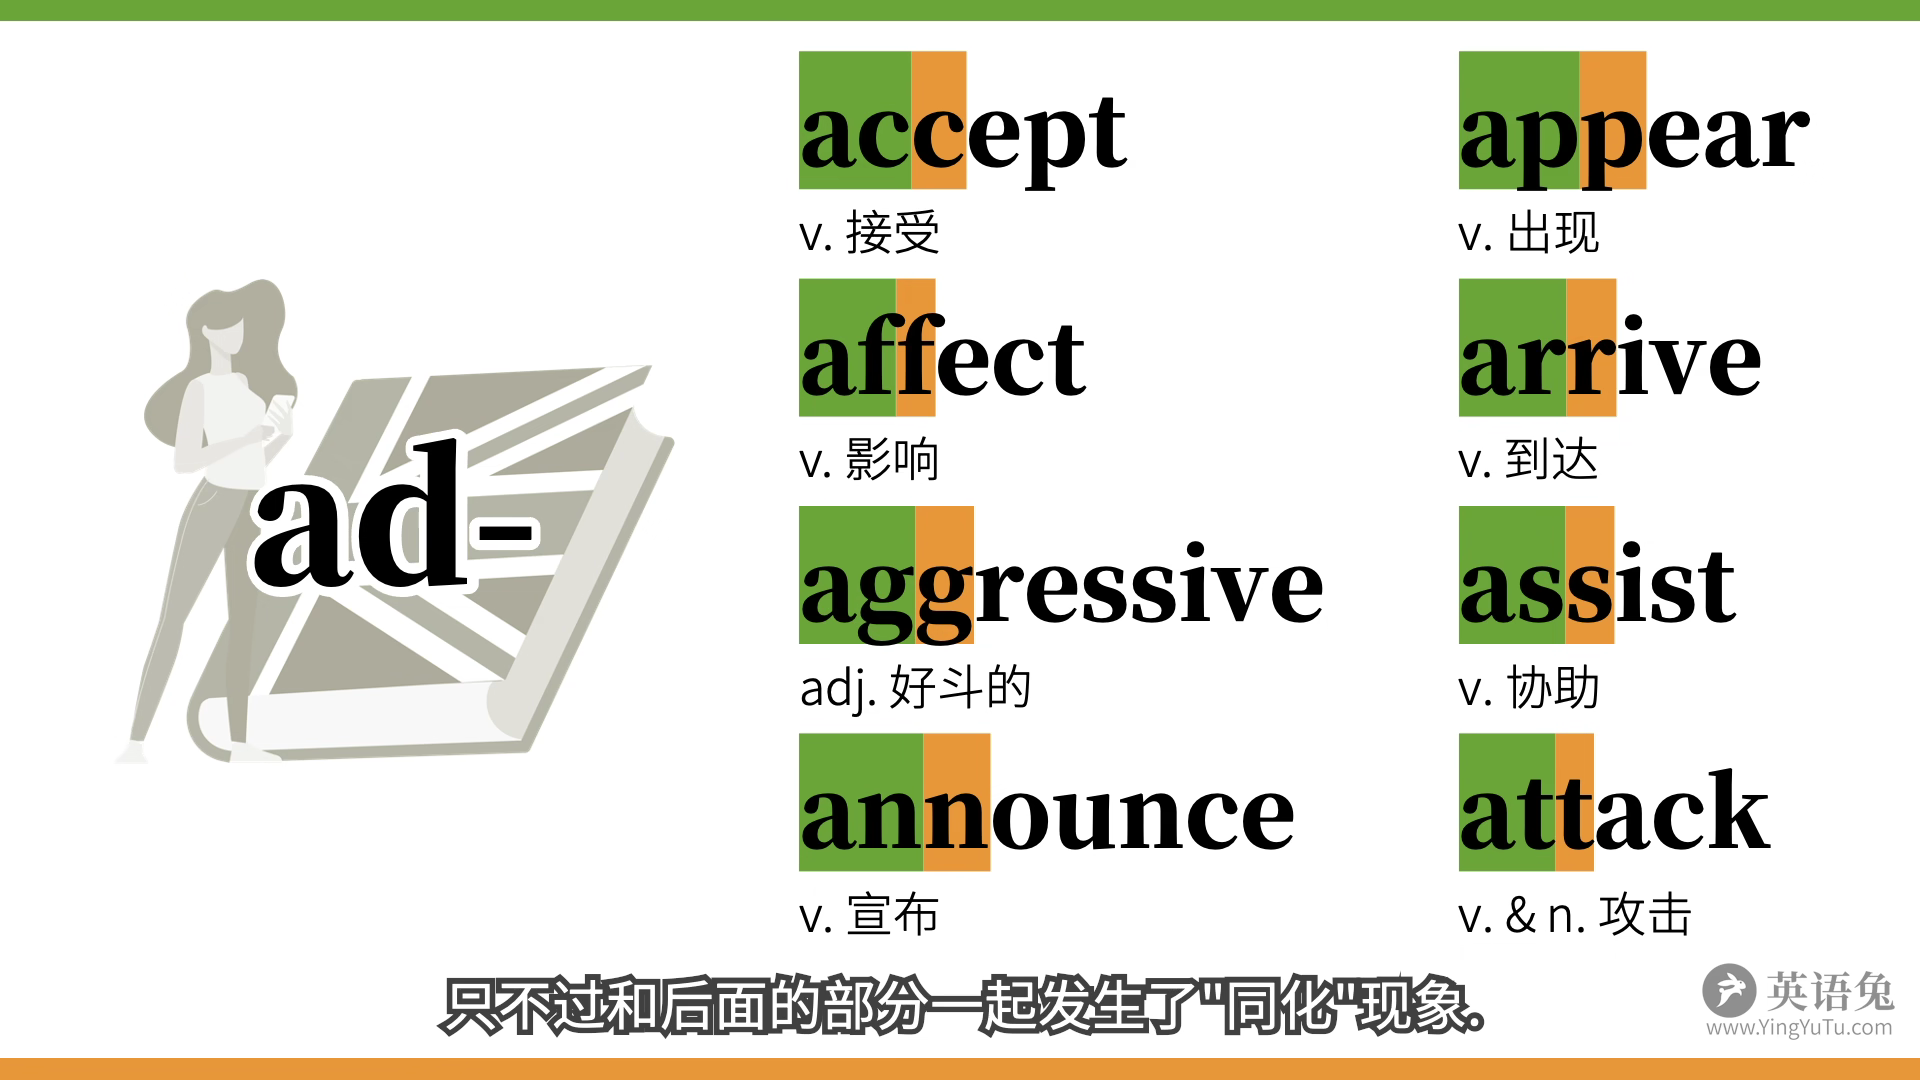 ad-
accept
v. 接受
affect
v. 影响
aggressive
adj. 好斗的
announce
v. 宣布
appear
v. 出现
arrive
v. 到达
assist
v. 协助
attack
v. & n. 攻击
只不过和后面的部分一起发生了"同化"现象.
英语兔
www.YingYuTu.com